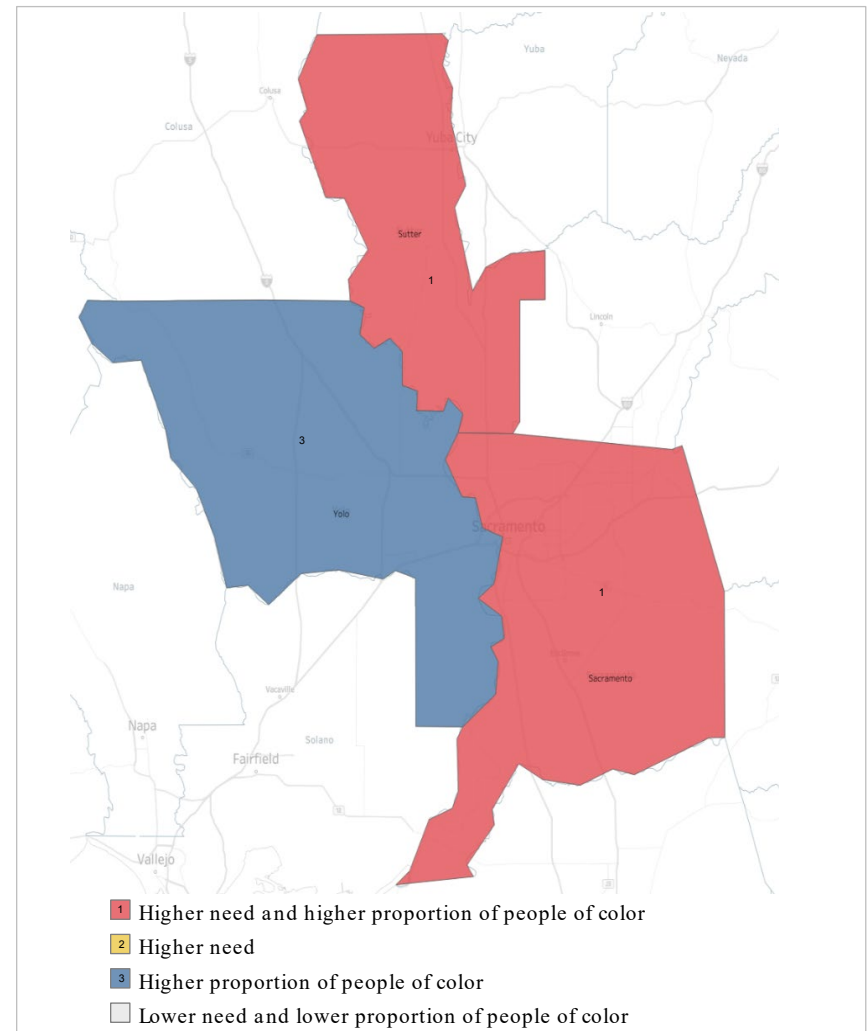 Yuba
Nevada
Colusa
Colusa
Yuba City
Sutter
1
Lincoln
3
Yolo
Sacramento
1
Napa
Sacramento
Vacaville
Napa
Solano
Fairfield
Vallejo
1 Higher need and higher proportion of people of color
2 Higher need
3 Higher proportion of people of color
Lower need and lower proportion of people of color